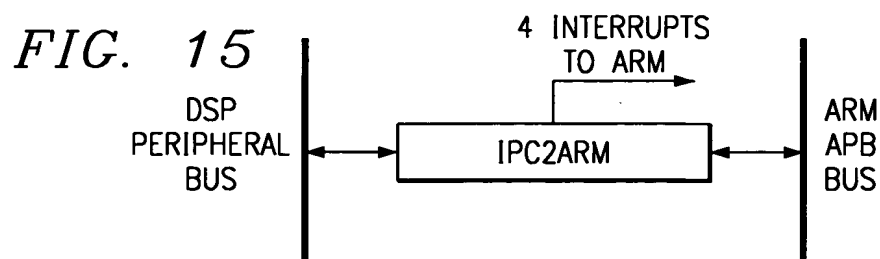 FIG. 15
4 INTERRUPTS
TO ARM
DSP
PERIPHERAL
BUS
IPC2ARM
ARM
APB
BUS